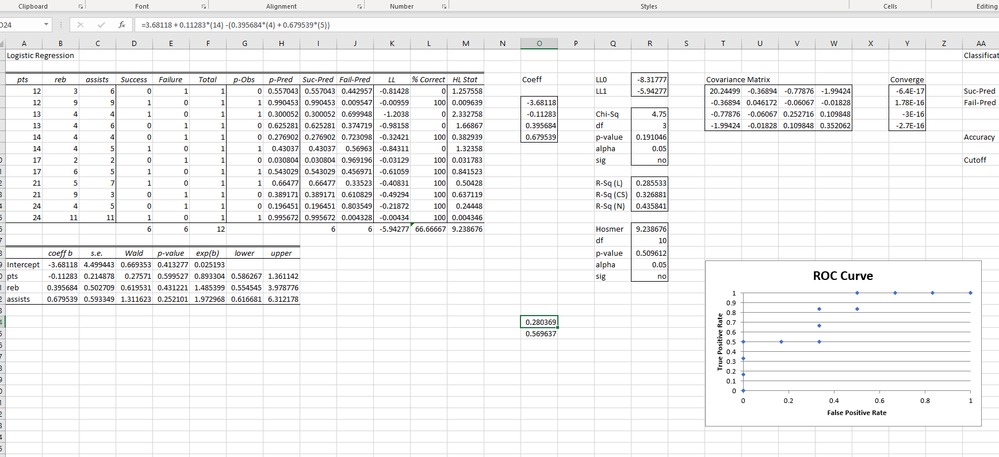 Clipboard Font Alignment Number Styles Cells Editing
O24 fx =3.68118 + 0.11283*(14) -(0.395684*(4) + 0.679539*(5))
A B C D E F G H I J K L M N O P Q R S T U V W X Y Z AA
Logistic Regression Classificat
pts reb assists Success Failure Total p-Obs p-Pred Suc-Pred Fail-Pred LL % Correct HL Stat Coeff LL0 -8.31777 Covariance Matrix Converge
12 3 6 0 1 1 0 0.557043 0.557043 0.442957 -0.81428 0 1.257558 LL1 -5.94277 20.24499 -0.36894 -0.77876 -1.99424 -6.4E-17 Suc-Pred
12 9 9 1 0 1 1 0.990453 0.990453 0.009547 -0.00959 100 0.009639 -3.68118 -0.36894 0.046172 -0.06067 -0.01828 1.78E-16 Fail-Pred
13 4 4 1 0 1 1 0.300052 0.300052 0.699948 -1.2038 0 2.332758 -0.11283 Chi-Sq 4.75 -0.77876 -0.06067 0.252716 0.109848 -3E-16
13 4 6 0 1 1 0 0.625281 0.625281 0.374719 -0.98158 0 1.66867 0.395684 df 3 -1.99424 -0.01828 0.109848 0.352062 -2.7E-16
14 4 4 0 1 1 0 0.276902 0.276902 0.723098 -0.32421 100 0.382939 0.679539 p-value 0.191046 Accuracy
14 4 5 1 0 1 1 0.43037 0.43037 0.56963 -0.84311 0 1.32358 alpha 0.05
17 2 2 0 1 1 0 0.030804 0.030804 0.969196 -0.03129 100 0.031783 sig no Cutoff
17 6 5 1 0 1 1 0.543029 0.543029 0.456971 -0.61059 100 0.841523
21 5 7 1 0 1 1 0.66477 0.66477 0.33523 -0.40831 100 0.50428 R-Sq (L) 0.285533
21 9 3 0 1 1 0 0.389171 0.389171 0.610829 -0.49294 100 0.637119 R-Sq (CS) 0.326881
24 4 5 0 1 1 0 0.196451 0.196451 0.803549 -0.21872 100 0.24448 R-Sq (N) 0.435841
24 11 11 1 0 1 1 0.995672 0.995672 0.004328 -0.00434 100 0.004346
6 6 12 6 6 -5.94277 66.66667 9.238676 Hosmer 9.238676
df 10
coeff b s.e. Wald p-value exp(b) lower upper p-value 0.509612
Intercept -3.68118 4.499443 0.669353 0.413277 0.025193 alpha 0.05
pts -0.11283 0.214878 0.27571 0.599527 0.893304 0.586267 1.361142 sig no
reb 0.395684 0.502709 0.619531 0.431221 1.485399 0.554545 3.978776
assists 0.679539 0.593349 1.311623 0.252101 1.972968 0.616681 6.312178
0.280369
0.569637
ROC Curve
1
0.9
0.8
0.7
0.6
0.5
0.4
0.3
0.2
0.1
0
True Positive Rate
0 0.2 0.4 0.6 0.8 1
False Positive Rate